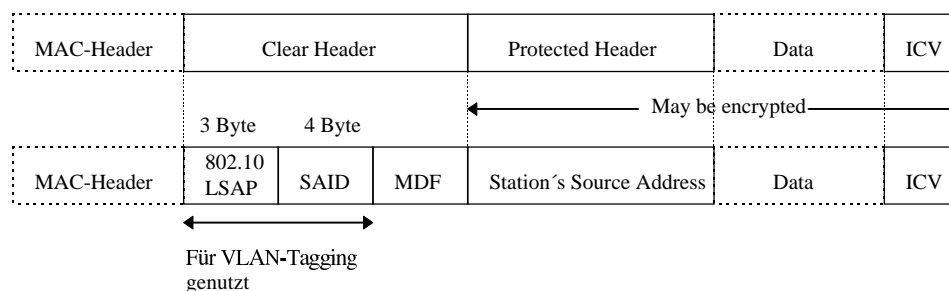 MAC-Header Clear Header Protected Header Data ICV
May be encrypted
3 Byte 4 Byte
MAC-Header 802.10 LSAP SAID MDF Station´s Source Address Data ICV
Für VLAN-Tagging
genutzt